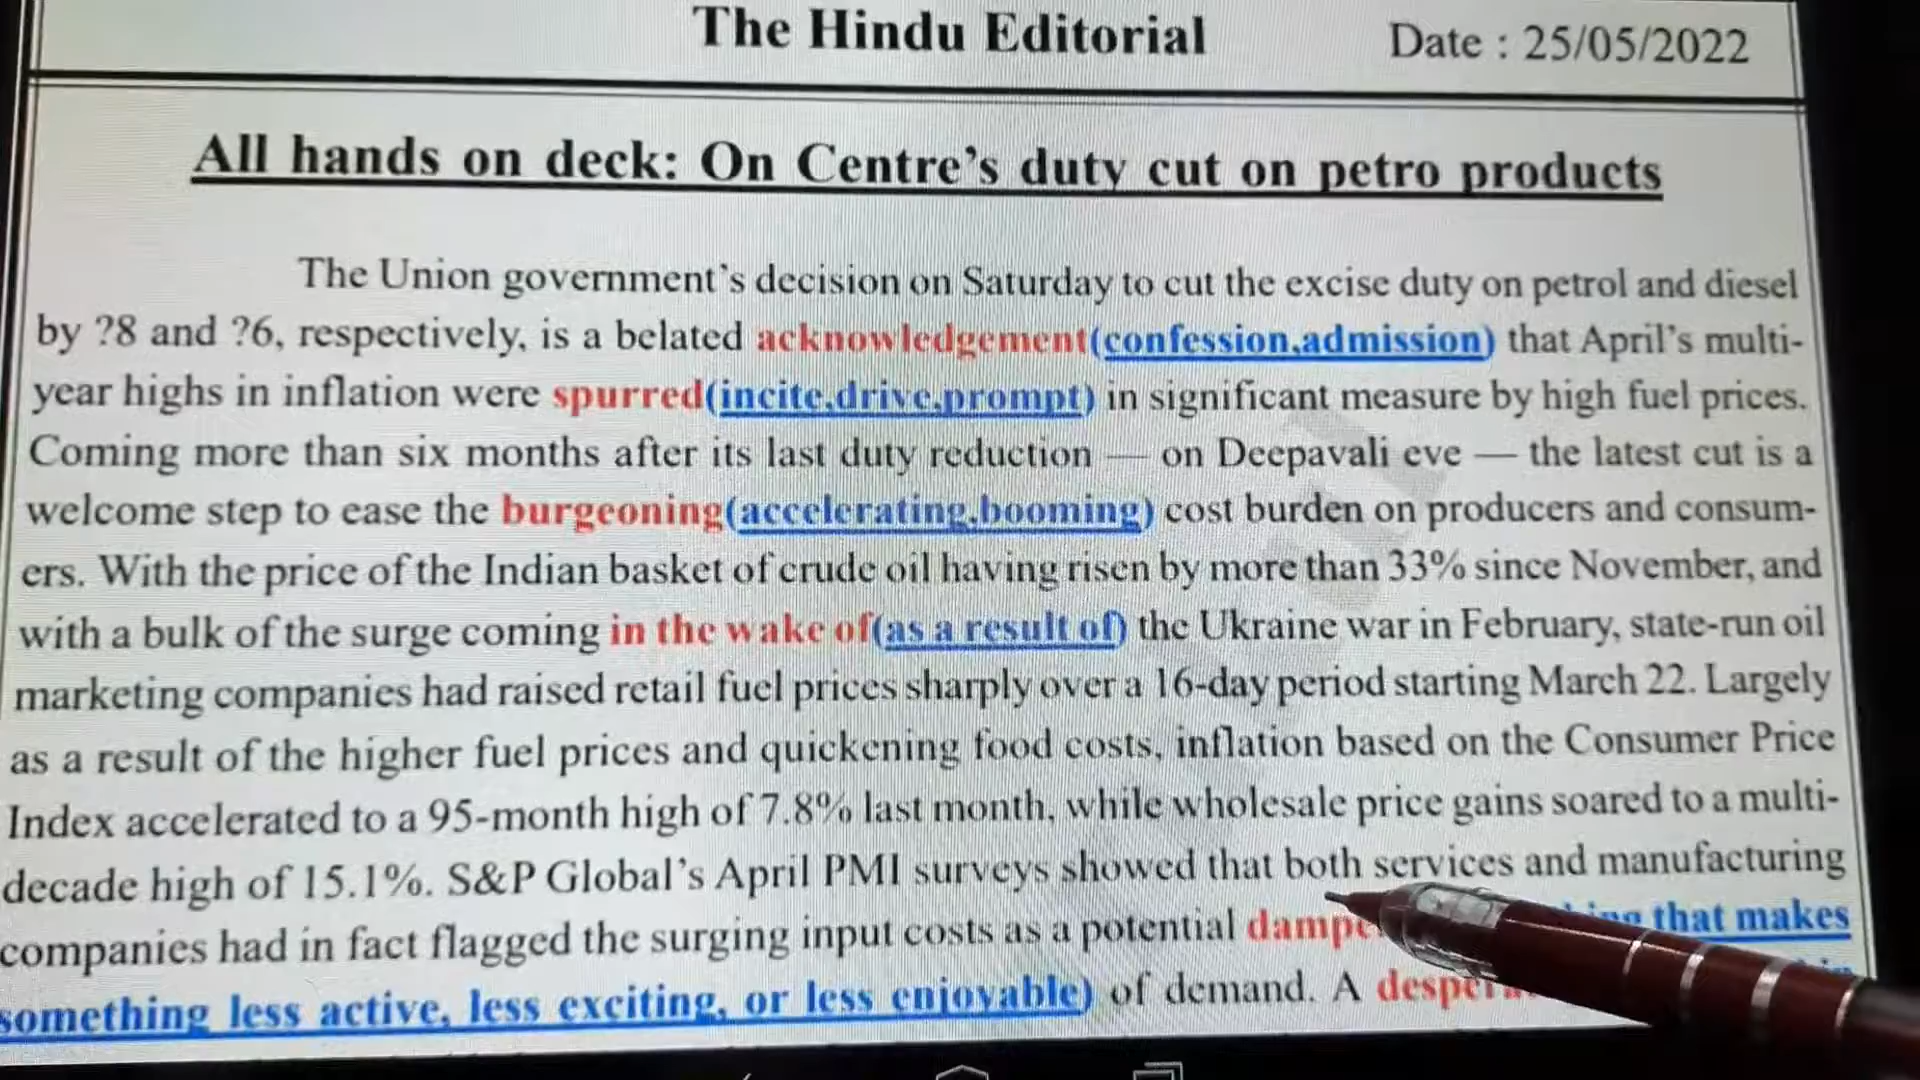 The Hindu Editorial
Date : 25/05/2022
All hands on deck: On Centre's duty cut on petro products
The Union government's decision on Saturday to cut the excise duty on petrol and diesel
by ?8 and ?6, respectively, is a belated acknowledgement(confession,admission) that April's multi-
year highs in inflation were spurred(incite,drive,prompt) in significant measure by high fuel prices.
Coming more than six months after its last duty reduction — on Deepavali eve — the latest cut is a
welcome step to ease the burgeoning(accelerating,booming) cost burden on producers and consum-
ers. With the price of the Indian basket of crude oil having risen by more than 33% since November, and
with a bulk of the surge coming in the wake of(as a result of) the Ukraine war in February, state-run oil
marketing companies had raised retail fuel prices sharply over a 16-day period starting March 22. Largely
as a result of the higher fuel prices and quickening food costs, inflation based on the Consumer Price
Index accelerated to a 95-month high of 7.8% last month, while wholesale price gains soared to a multi-
decade high of 15.1%. S&P Global's April PMI surveys showed that both services and manufacturing
companies had in fact flagged the surging input costs as a potential that makes
something less active, less exciting, or less enjoyable) of demand. A